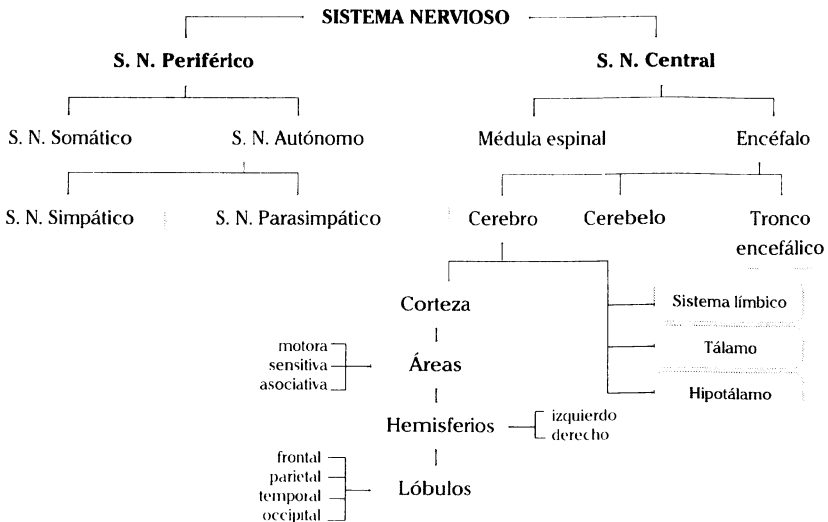 SISTEMA NERVIOSO
S. N. Periférico
S. N. Central
S. N. Somático
S. N. Autónomo
Médula espinal
Encéfalo
S. N. Simpático
S. N. Parasimpático
Cerebro
Cerebelo
Tronco
encefálico
Corteza
Sistema límbico
motora
sensitiva
asociativa
Áreas
Tálamo
Hipotálamo
Hemisferios
izquierdo
derecho
frontal
parietal
temporal
occipital
Lóbulos